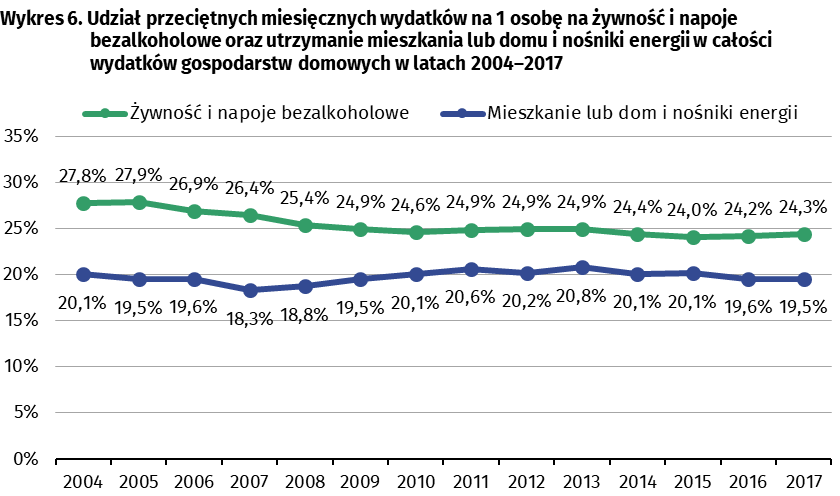 Wykres 6. Udział przeciętnych miesięcznych wydatków na 1 osobę na żywność i napoje
bezalkoholowe oraz utrzymanie mieszkania lub domu i nośniki energii w całości
wydatków gospodarstw domowych w latach 2004–2017
Żywność i napoje bezalkoholowe Mieszkanie lub dom i nośniki energii
35%
30%
27,8% 27,9% 26,9% 26,4% 25,4% 24,9% 24,6% 24,9% 24,9% 24,9% 24,4% 24,0% 24,2% 24,3%
25%
20%
20,1% 19,5% 19,6% 18,3% 18,8% 19,5% 20,1% 20,6% 20,2% 20,8% 20,1% 20,1% 19,6% 19,5%
15%
10%
5%
0%
2004 2005 2006 2007 2008 2009 2010 2011 2012 2013 2014 2015 2016 2017